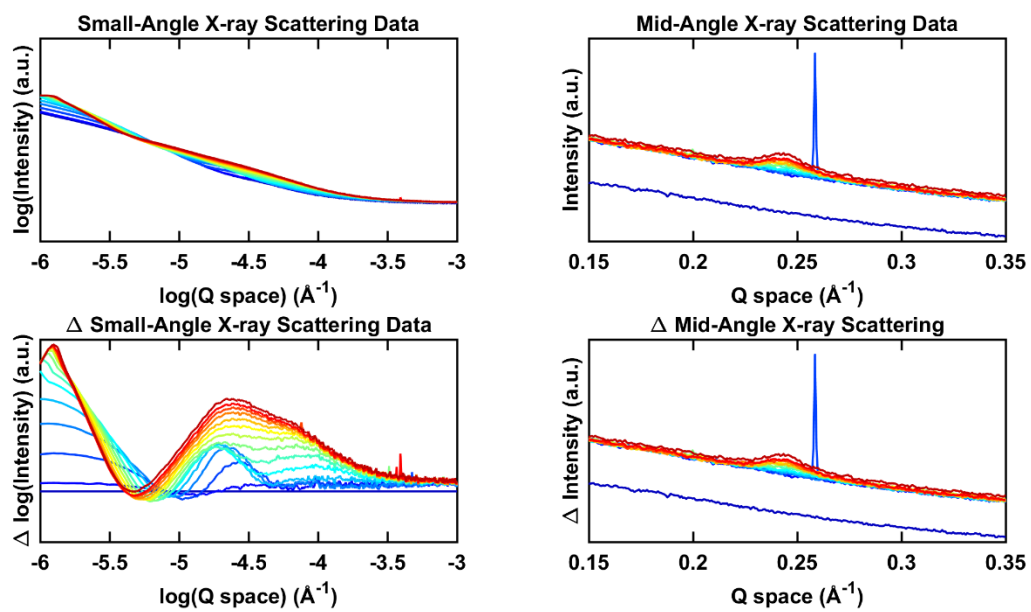 Small-Angle X-ray Scattering Data
log(Intensity) (a.u.)
-6 -5.5 -5 -4.5 -4 -3.5 -3
log(Q space) (Å⁻¹)
Mid-Angle X-ray Scattering Data
Intensity (a.u.)
0.15 0.2 0.25 0.3 0.35
Q space (Å⁻¹)
Δ Small-Angle X-ray Scattering Data
Δ log(Intensity) (a.u.)
-6 -5.5 -5 -4.5 -4 -3.5 -3
log(Q space) (Å⁻¹)
Δ Mid-Angle X-ray Scattering
Δ Intensity (a.u.)
0.15 0.2 0.25 0.3 0.35
Q space (Å⁻¹)